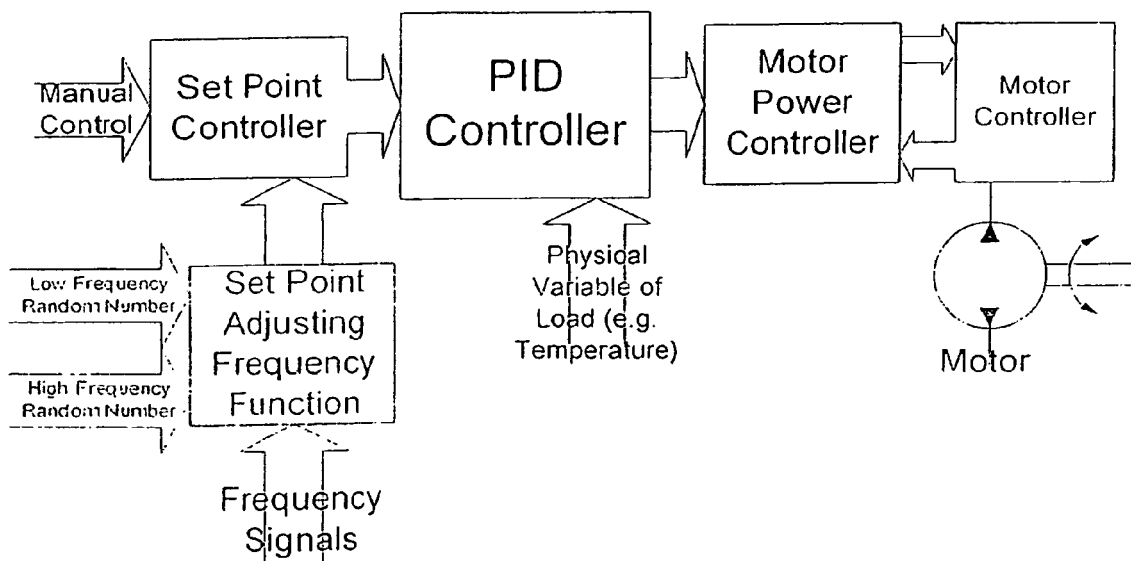 Manual
Control
Set Point
Controller
PID
Controller
Motor
Power
Controller
Motor
Controller
Low Frequency
Random Number
High Frequency
Random Number
Set Point
Adjusting
Frequency
Function
Physical
Variable of
Load (e.g.
Temperature)
Motor
Frequency
Signals